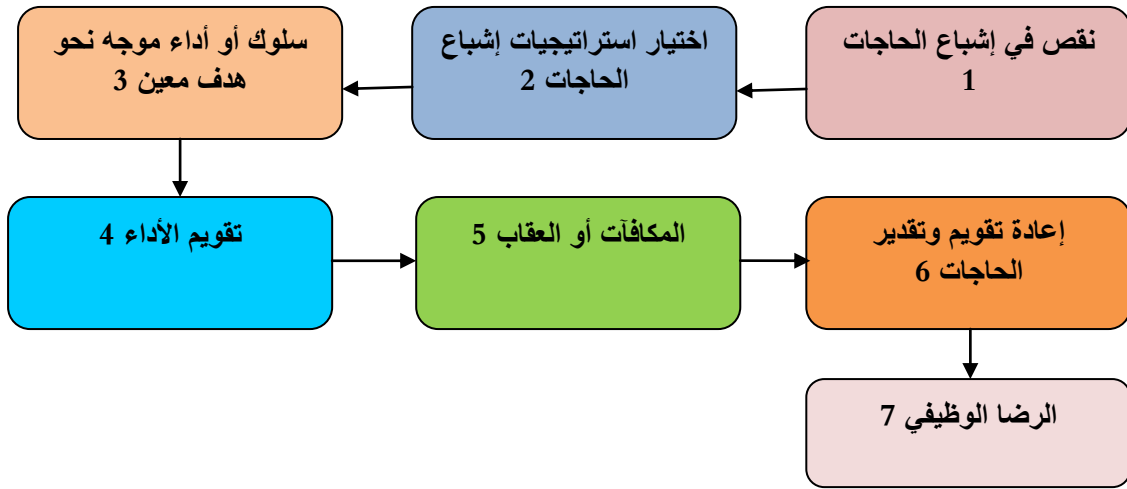 نقص في إشباع الحاجات
1
اختيار استراتيجيات إشباع
الحاجات 2
سلوك أو أداء موجه نحو
هدف معين 3
تقويم الأداء 4
المكافآت أو العقاب 5
إعادة تقويم وتقدير
الحاجات 6
الرضا الوظيفي 7